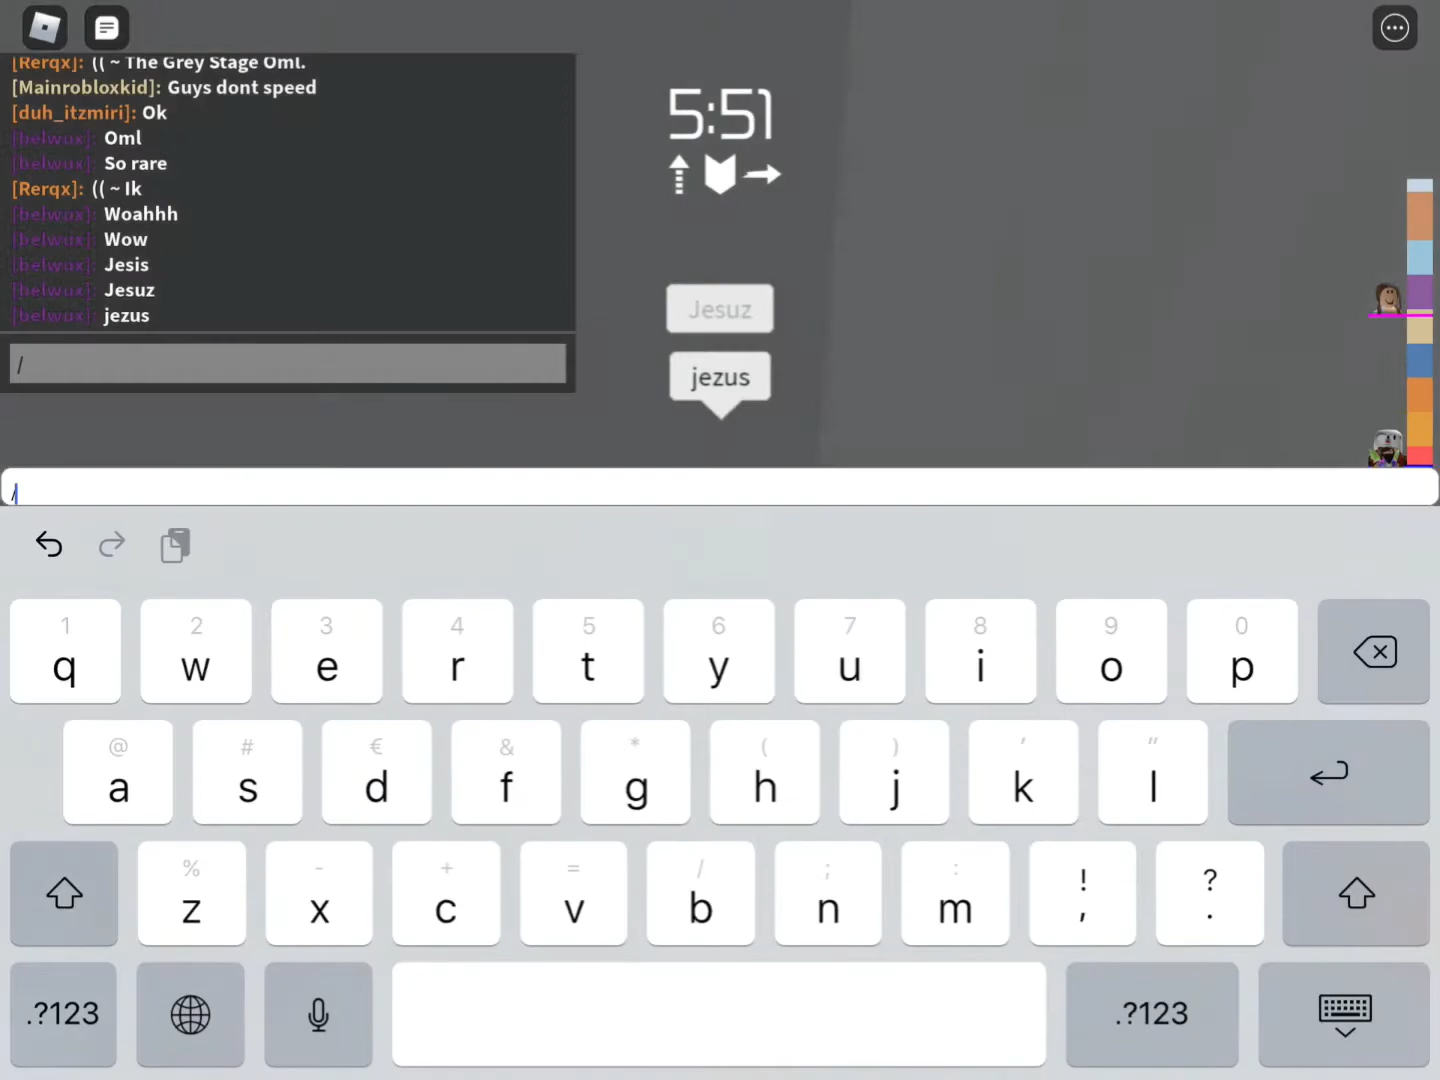 [Rerqx]: (( ~ The Grey Stage Oml.
[Mainrobloxkid]: Guys dont speed
[duh_itzmiri]: Ok
[belwux]: Oml
[belwux]: So rare
[Rerqx]: (( ~ Ik
[belwux]: Woahhh
[belwux]: Wow
[belwux]: Jesis
[belwux]: Jesuz
[belwux]: jezus
/
5:51
Jesuz
jezus
/
1 2 3 4 5 6 7 8 9 0
q w e r t y u i o p
@ # € & * ( ) ' "
a s d f g h j k l
% - + = / ; : ! ?
z x c v b n m , .
.?123 .?123